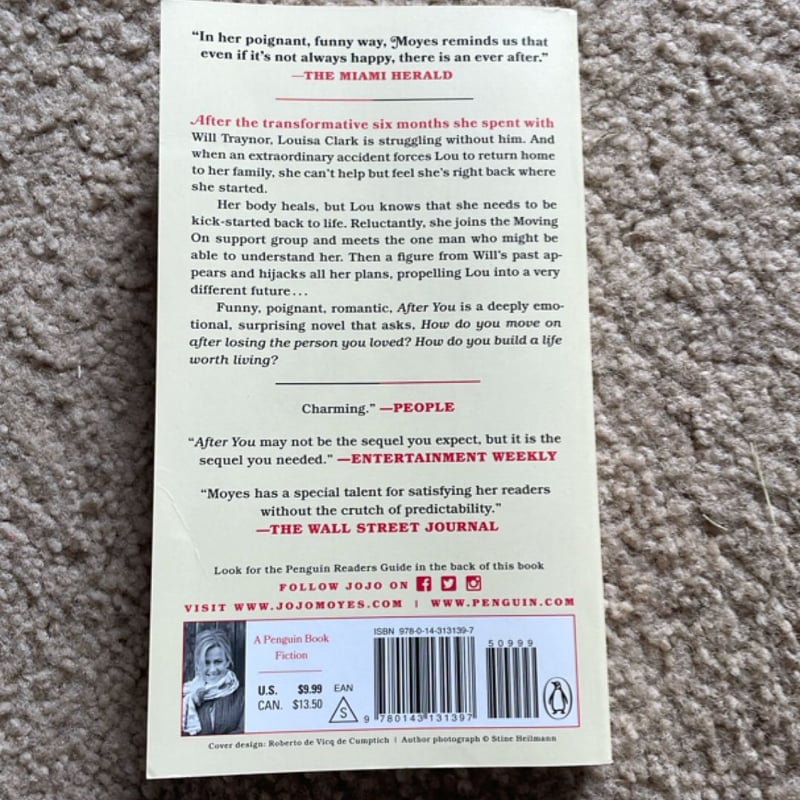 “In her poignant, funny way, Moyes reminds us that
even if it’s not always happy, there is an ever after.”
—THE MIAMI HERALD
After the transformative six months she spent with
Will Traynor, Louisa Clark is struggling without him. And
when an extraordinary accident forces Lou to return home
to her family, she can’t help but feel she’s right back where
she started.
Her body heals, but Lou knows that she needs to be
kick-started back to life. Reluctantly, she joins the Moving
On support group and meets the one man who might be
able to understand her. Then a figure from Will’s past ap-
pears and hijacks all her plans, propelling Lou into a very
different future...
Funny, poignant, romantic, After You is a deeply emo-
tional, surprising novel that asks, How do you move on
after losing the person you loved? How do you build a life
worth living?
Charming.” —PEOPLE
“After You may not be the sequel you expect, but it is the
sequel you needed.” —ENTERTAINMENT WEEKLY
“Moyes has a special talent for satisfying her readers
without the crutch of predictability.”
—THE WALL STREET JOURNAL
Look for the Penguin Readers Guide in the back of this book
FOLLOW JOJO ON
VISIT WWW.JOJOMOYES.COM | WWW.PENGUIN.COM
A Penguin Book
Fiction
U.S. $9.99
CAN. $13.50
EAN
S
ISBN 978-0-14-313139-7
9 780143 131397
50999
Cover design: Roberto de Vicq de Cumptich | Author photograph © Stine Heilmann